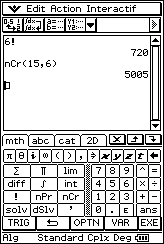 Edit Action Interactif
6!
720
nCr(15,6)
5005
mth abc cat 2D
π θ i ∞ ( ) , ⇒ x y z t
Σ Π lim 7 8 9 ^ =
diff ∫ int 4 5 6 × ÷
! nPr nCr 1 2 3 + −
solv dSlv ' 0 . E ans
TRIG OPTN VAR EXE
Alg Standard Cplx Deg